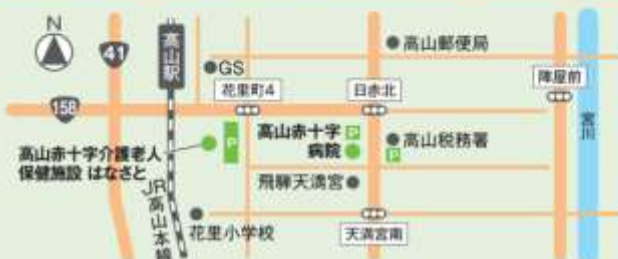 N
41
高山駅
GS
高山郵便局
花里町4
日赤北
陣屋前
158
宮川
高山赤十字
病院
P
P
高山税務署
P
高山赤十字介護老人
保健施設 はなさと
飛騨天満宮
JR高山本線
花里小学校
天満宮南